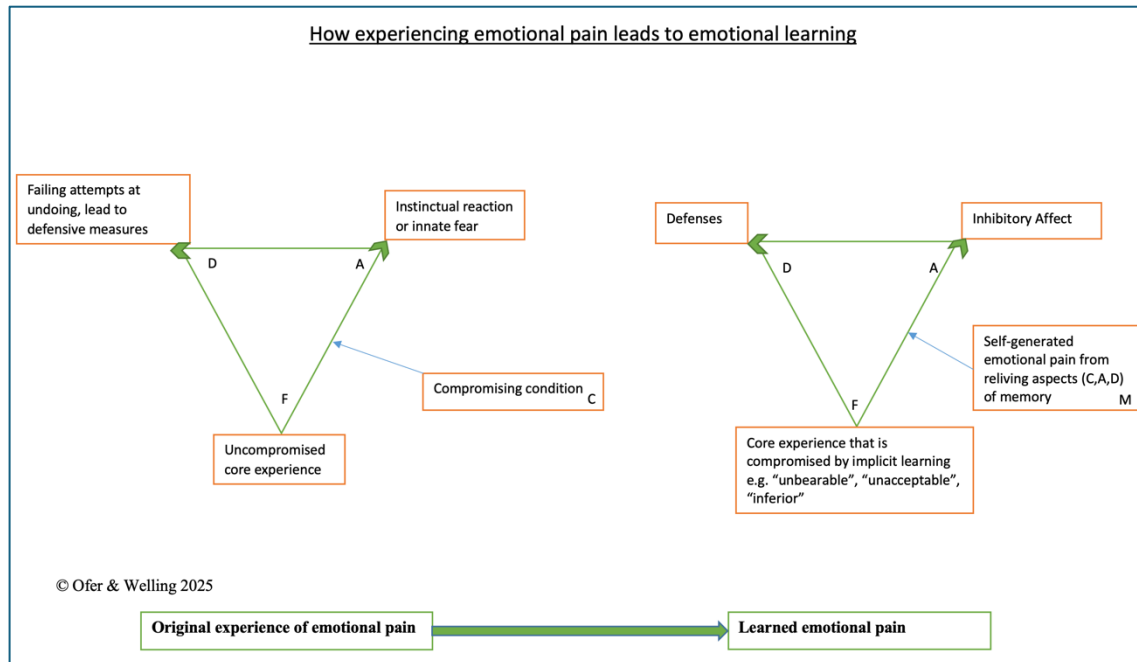 How experiencing emotional pain leads to emotional learning
Failing attempts at
undoing, lead to
defensive measures
Instinctual reaction
or innate fear
D
A
Compromising condition
C
F
Uncompromised
core experience
Defenses
Inhibitory Affect
D
A
Self-generated
emotional pain from
reliving aspects (C,A,D)
of memory
M
F
Core experience that is
compromised by implicit learning
e.g. “unbearable”, “unacceptable”,
“inferior”
© Ofer & Welling 2025
Original experience of emotional pain
Learned emotional pain